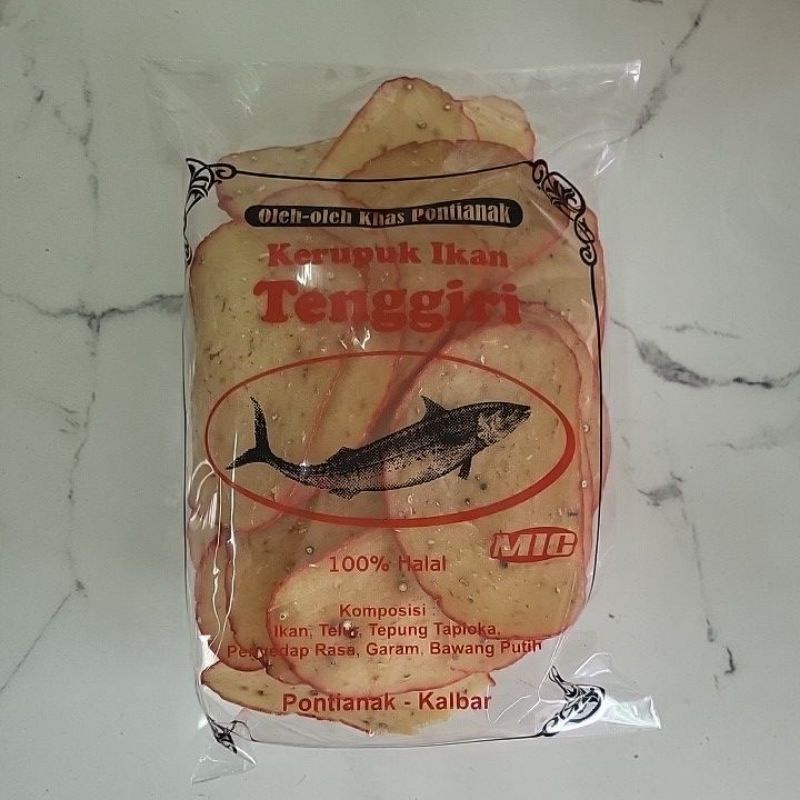 Oleh-oleh Khas Pontianak
Kerupuk Ikan
Tenggiri
MIC
100% Halal
Komposisi :
Ikan, Telur, Tepung Tapioka,
Penyedap Rasa, Garam, Bawang Putih
Pontianak - Kalbar